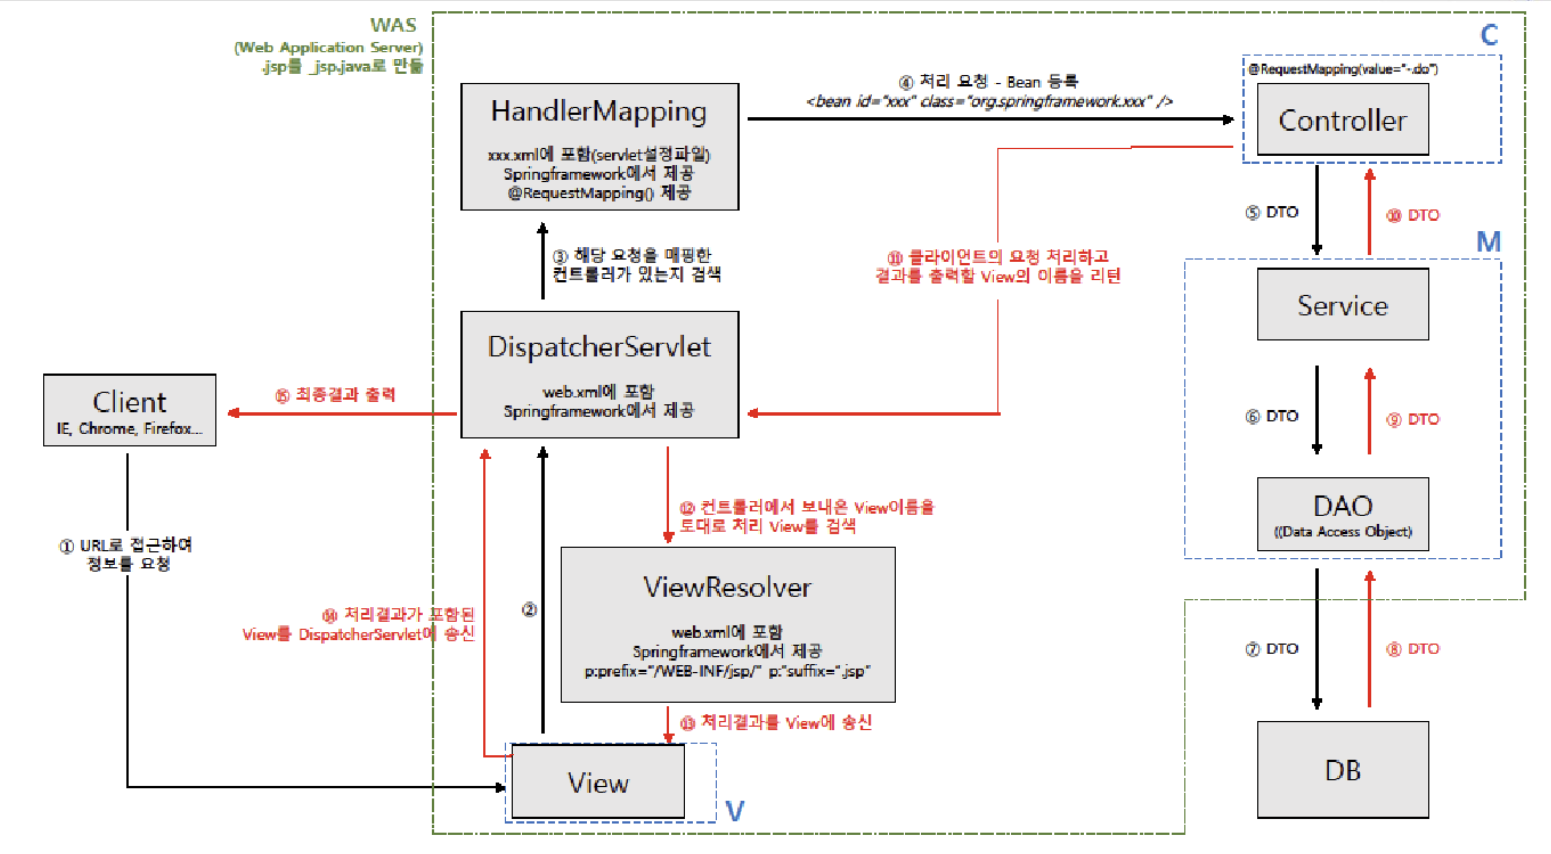 WAS
(Web Application Server)
.jsp를 _jsp.java로 만듦
C
@RequestMapping(value="-.do")
Controller
④ 처리 요청 - Bean 등록
<bean id="xxx" class="org.springframework.xxx" />
HandlerMapping
xxx.xml에 포함(servlet설정파일)
Springframework에서 제공
@RequestMapping() 제공
⑤ DTO
⑩ DTO
③ 해당 요청을 매핑한
컨트롤러가 있는지 검색
⑪ 클라이언트의 요청 처리하고
결과를 출력할 View의 이름을 리턴
M
Service
DispatcherServlet
web.xml에 포함
Springframework에서 제공
Client
IE, Chrome, Firefox...
⑮ 최종결과 출력
⑥ DTO
⑨ DTO
⑫ 컨트롤러에서 보내온 View이름을
토대로 처리 View를 검색
DAO
((Data Access Object)
① URL로 접근하여
정보를 요청
ViewResolver
web.xml에 포함
Springframework에서 제공
p:prefix="/WEB-INF/jsp/" p:"suffix=".jsp"
②
⑭ 처리결과가 포함된
View를 DispatcherServlet에 송신
⑦ DTO
⑧ DTO
⑬ 처리결과를 View에 송신
View
V
DB